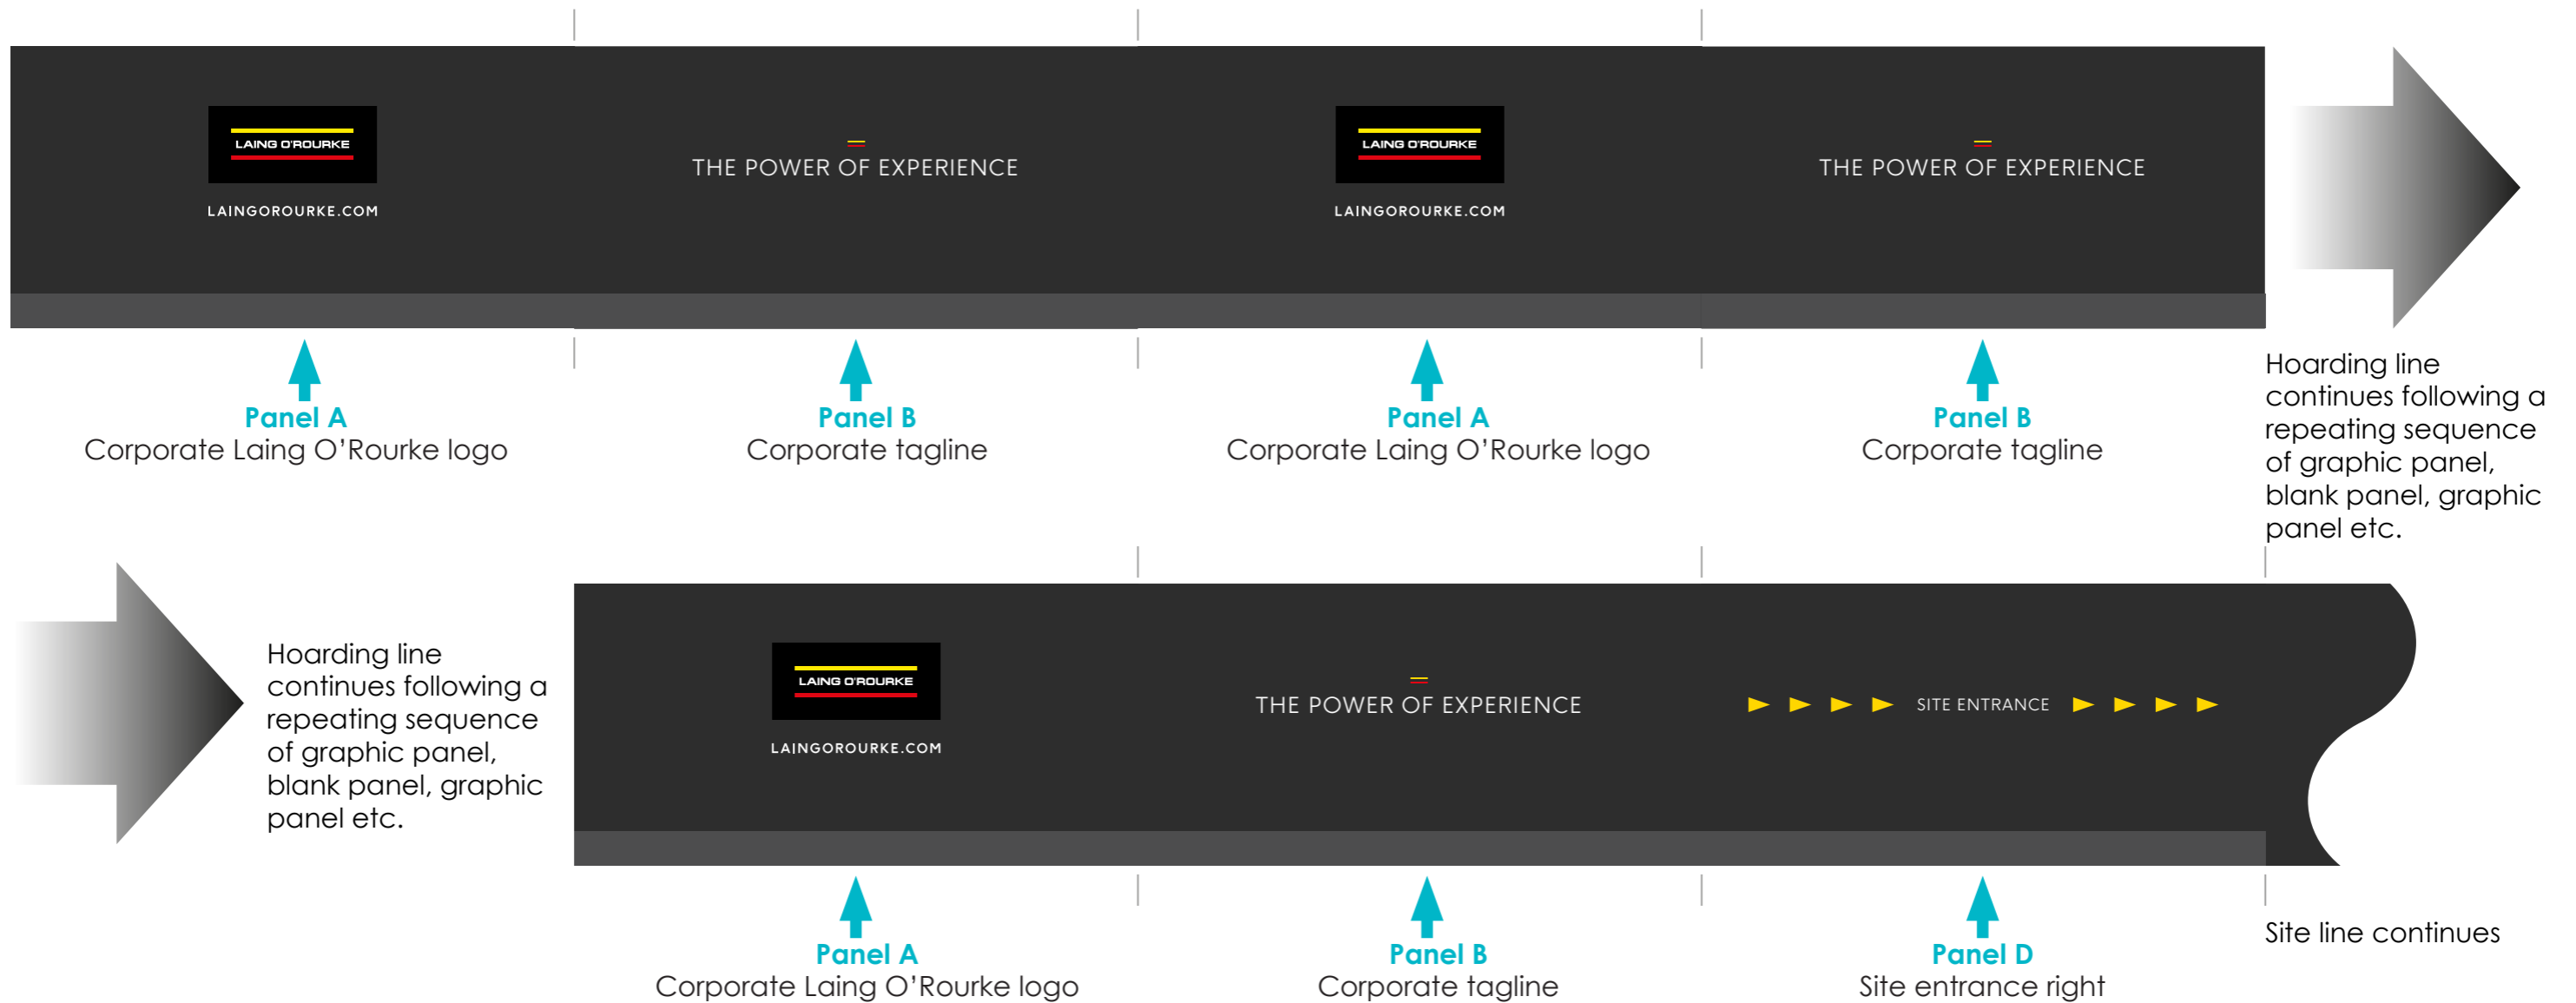 LAING O'ROURKE
LAINGOROURKE.COM
THE POWER OF EXPERIENCE
LAING O'ROURKE
LAINGOROURKE.COM
THE POWER OF EXPERIENCE
Panel A
Corporate Laing O’Rourke logo
Panel B
Corporate tagline
Panel A
Corporate Laing O’Rourke logo
Panel B
Corporate tagline
Hoarding line
continues following a
repeating sequence
of graphic panel,
blank panel, graphic
panel etc.
Hoarding line
continues following a
repeating sequence
of graphic panel,
blank panel, graphic
panel etc.
LAING O'ROURKE
LAINGOROURKE.COM
THE POWER OF EXPERIENCE
SITE ENTRANCE
Panel A
Corporate Laing O’Rourke logo
Panel B
Corporate tagline
Panel D
Site entrance right
Site line continues